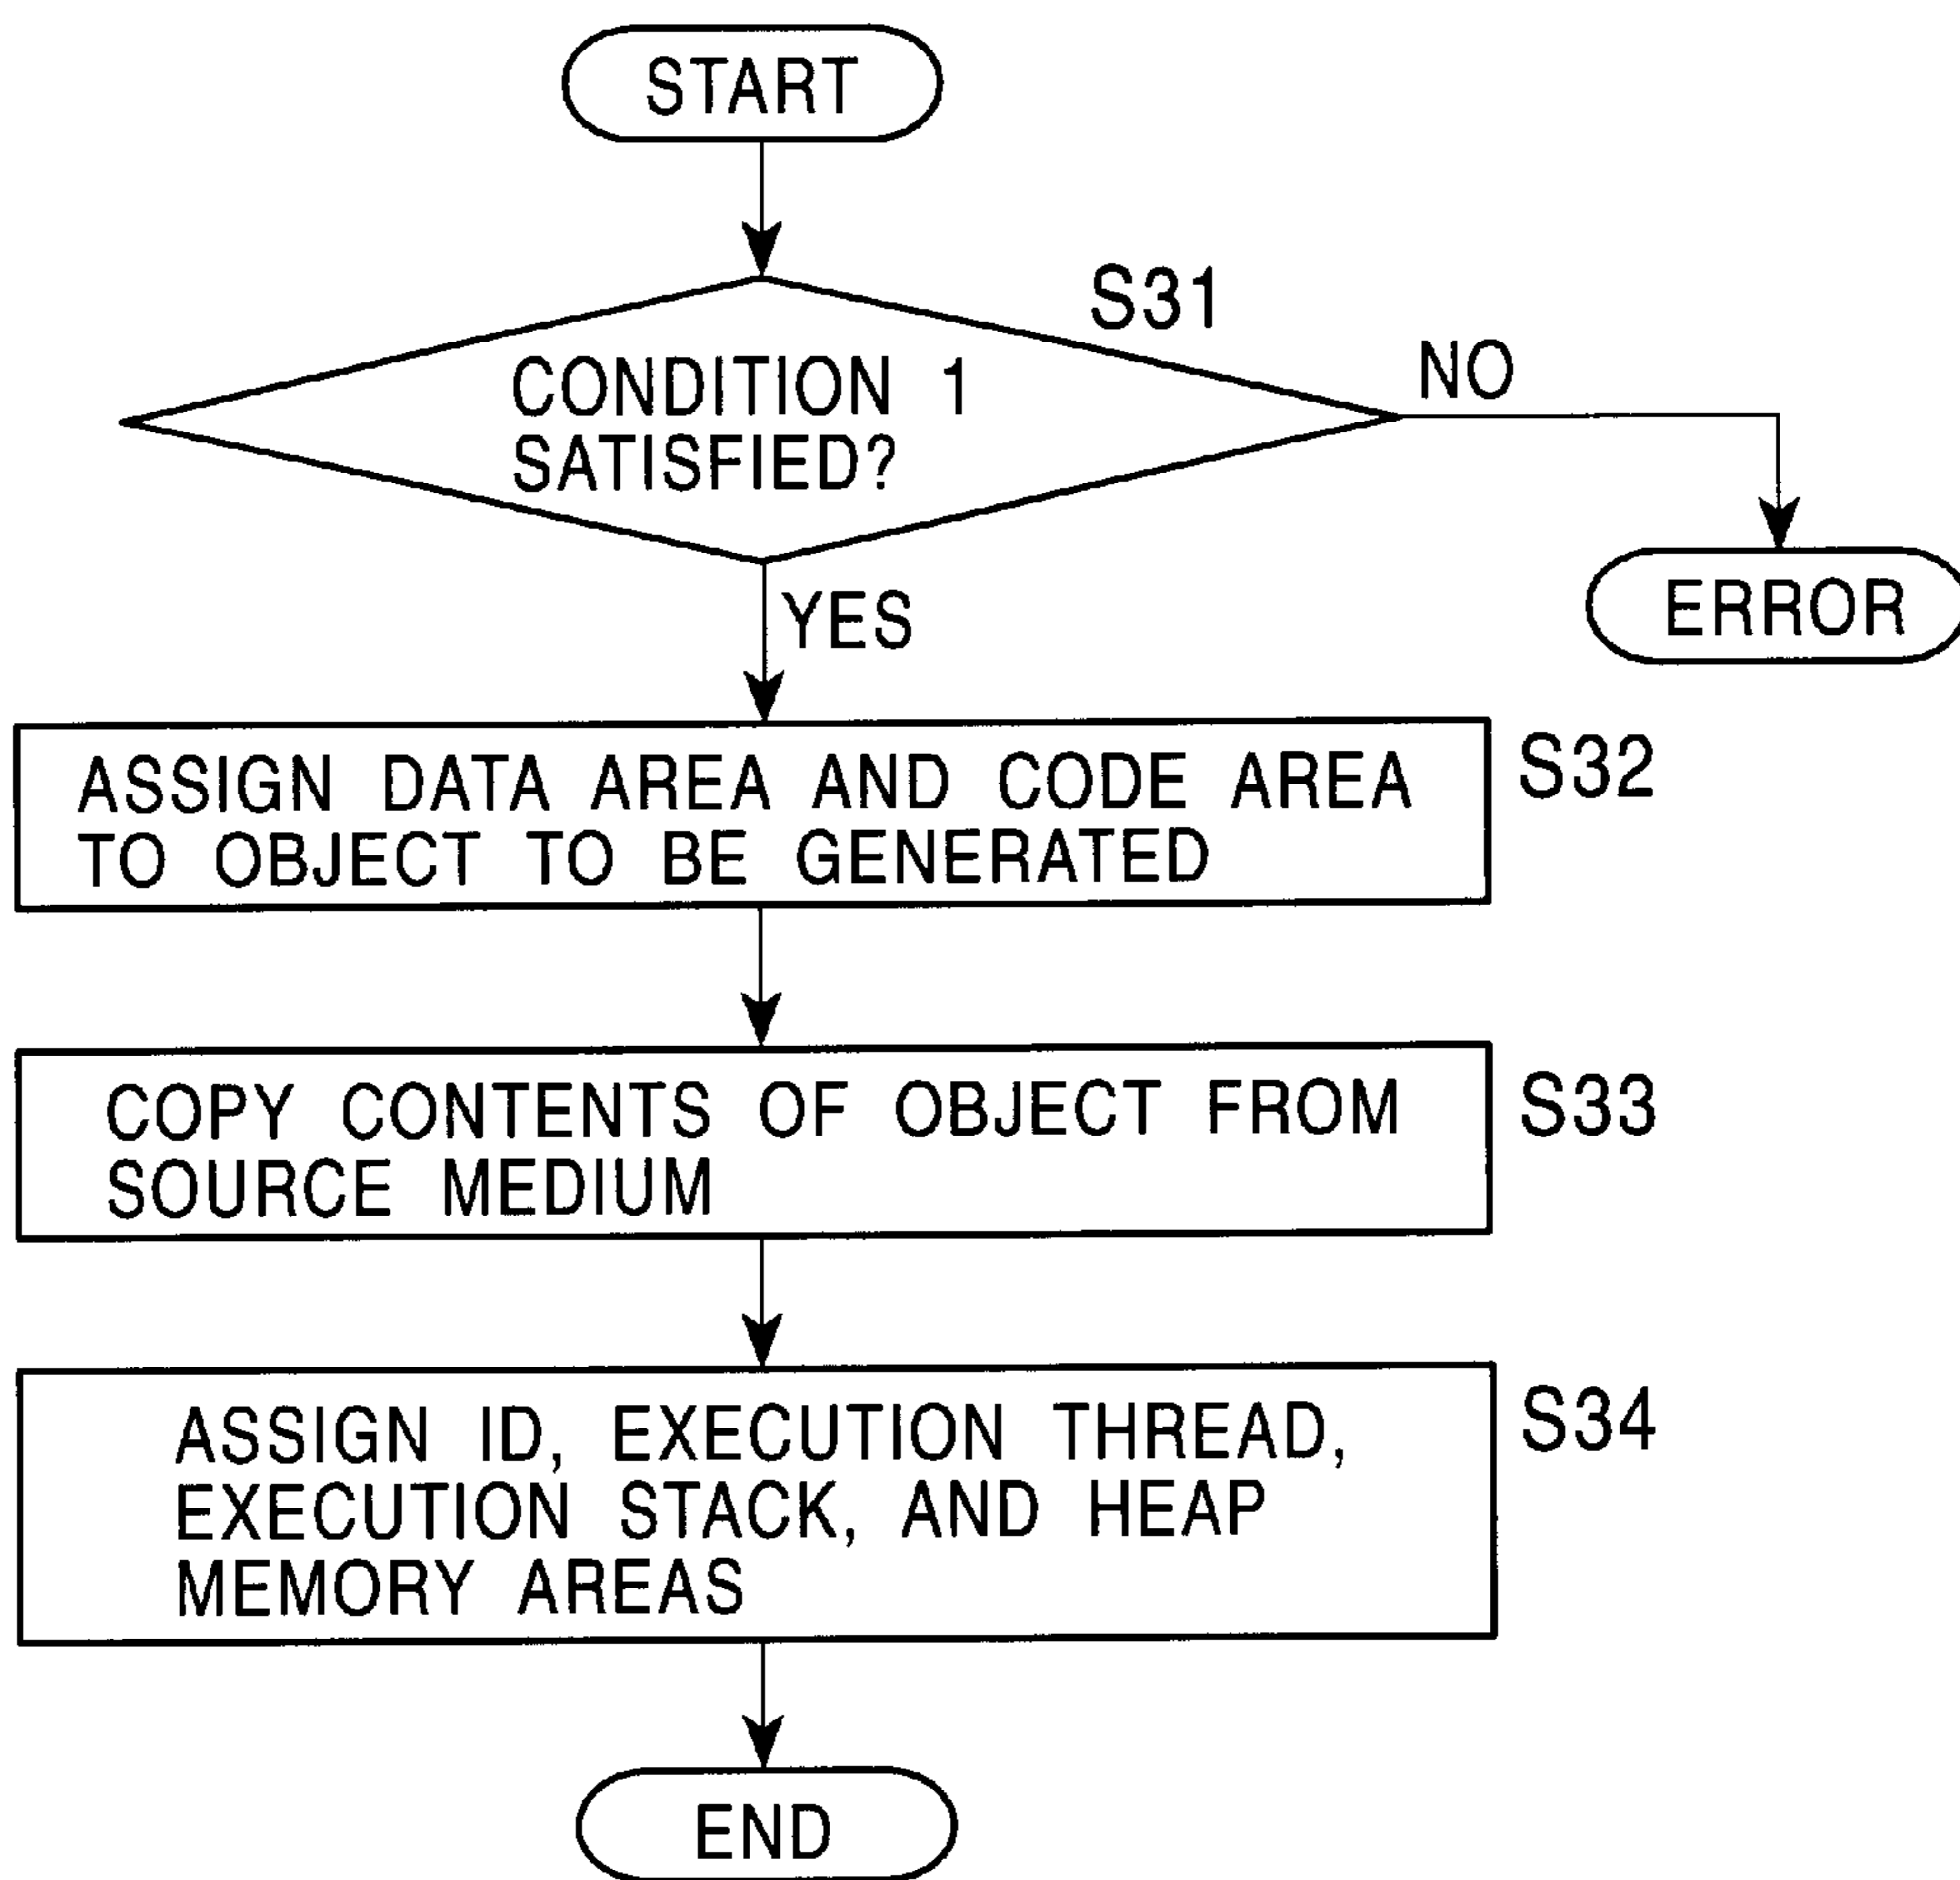 START
S31
CONDITION 1
SATISFIED?
NO
ERROR
YES
ASSIGN DATA AREA AND CODE AREA
TO OBJECT TO BE GENERATED
S32
COPY CONTENTS OF OBJECT FROM
SOURCE MEDIUM
S33
ASSIGN ID, EXECUTION THREAD,
EXECUTION STACK, AND HEAP
MEMORY AREAS
S34
END